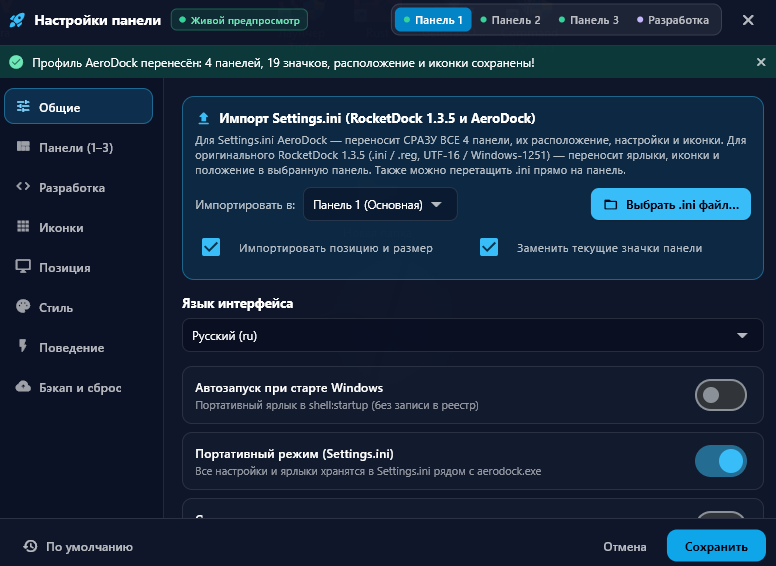 Настройки панели
Живой предпросмотр
Панель 1
Панель 2
Панель 3
Разработка
Профиль AeroDock перенесён: 4 панелей, 19 значков, расположение и иконки сохранены!
Общие
Панели (1–3)
Разработка
Иконки
Позиция
Стиль
Поведение
Бэкап и сброс
Импорт Settings.ini (RocketDock 1.3.5 и AeroDock)
Для Settings.ini AeroDock — переносит СРАЗУ ВСЕ 4 панели, их расположение, настройки и иконки. Для
оригинального RocketDock 1.3.5 (.ini / .reg, UTF-16 / Windows-1251) — переносит ярлыки, иконки и
положение в выбранную панель. Также можно перетащить .ini прямо на панель.
Импортировать в:
Панель 1 (Основная)
Выбрать .ini файл...
Импортировать позицию и размер
Заменить текущие значки панели
Язык интерфейса
Русский (ru)
Автозапуск при старте Windows
Портативный ярлык в shell:startup (без записи в реестр)
Портативный режим (Settings.ini)
Все настройки и ярлыки хранятся в Settings.ini рядом с aerodock.exe
По умолчанию
Отмена
Сохранить